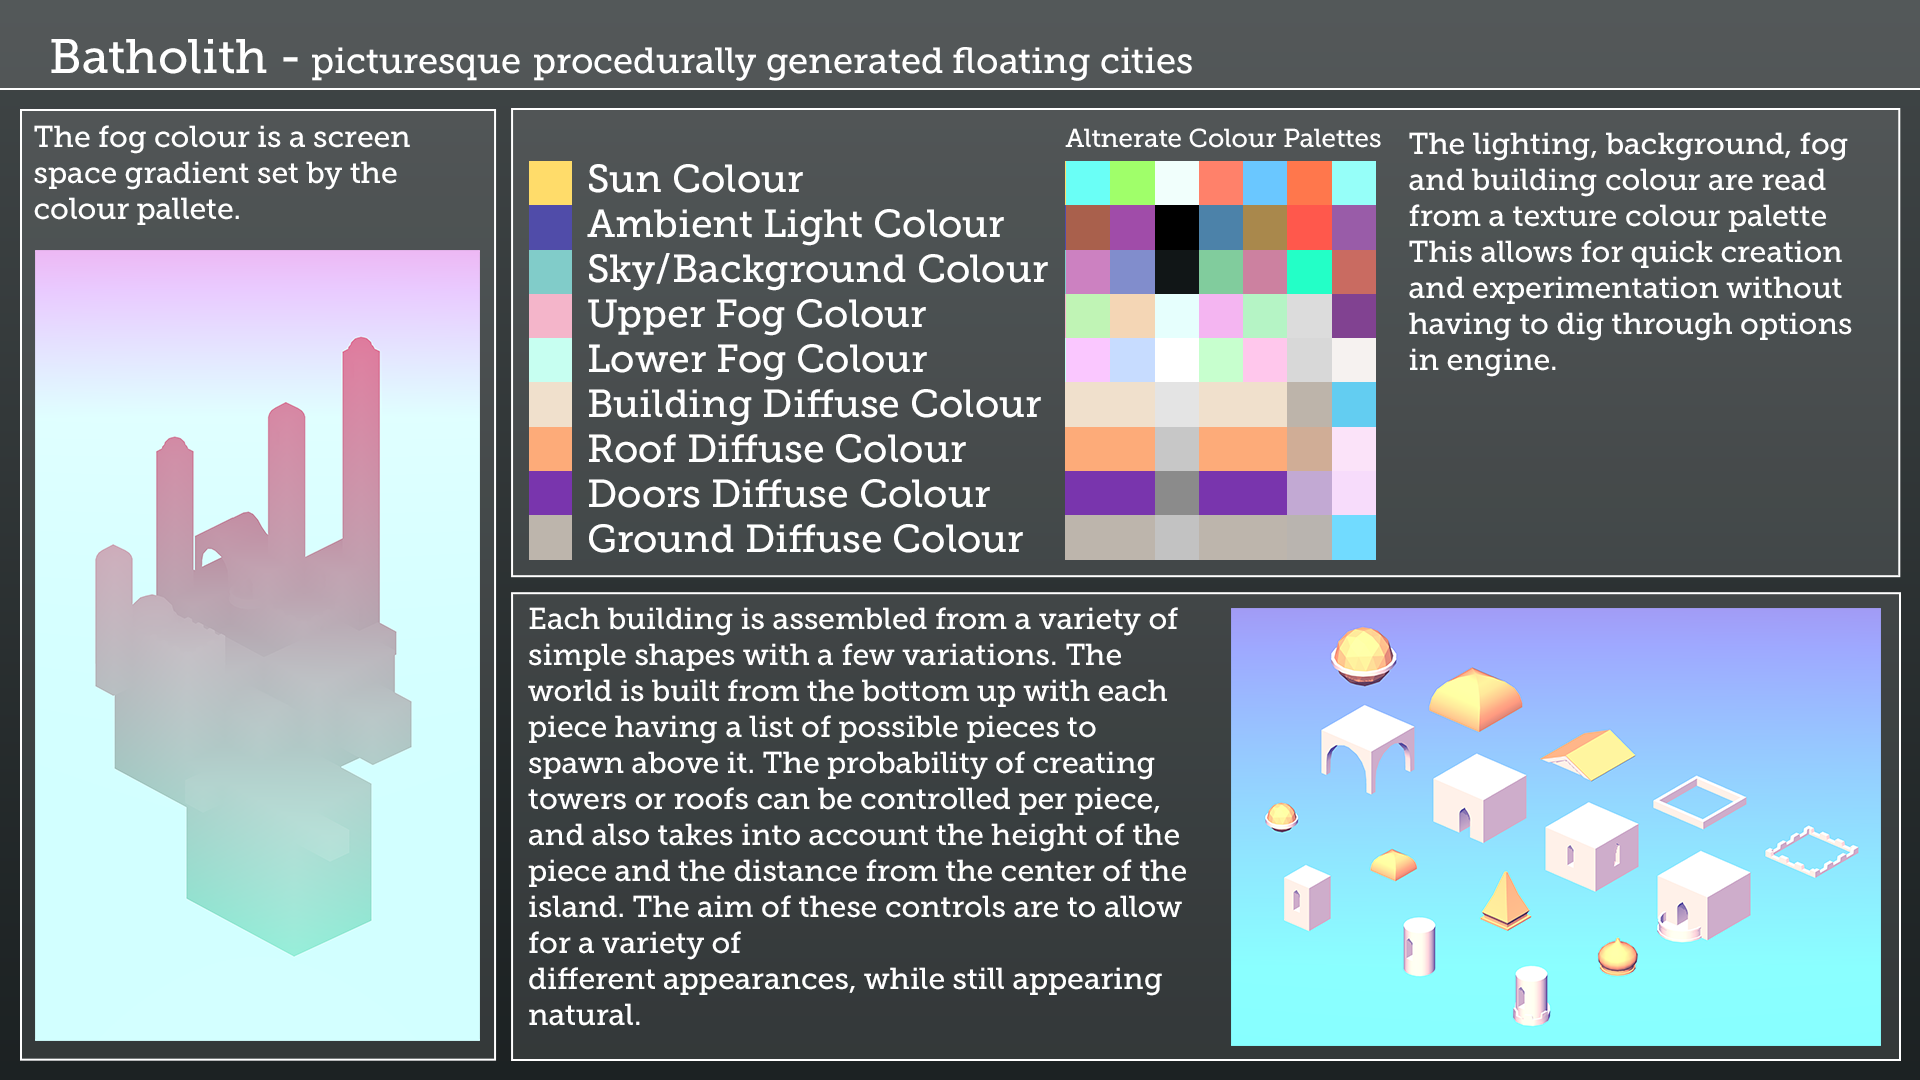 Batholith - picturesque procedurally generated floating cities
The fog colour is a screen
space gradient set by the
colour pallete.
Sun Colour
Ambient Light Colour
Sky/Background Colour
Upper Fog Colour
Lower Fog Colour
Building Diffuse Colour
Roof Diffuse Colour
Doors Diffuse Colour
Ground Diffuse Colour
Altnerate Colour Palettes
The lighting, background, fog
and building colour are read
from a texture colour palette
This allows for quick creation
and experimentation without
having to dig through options
in engine.
Each building is assembled from a variety of
simple shapes with a few variations. The
world is built from the bottom up with each
piece having a list of possible pieces to
spawn above it. The probability of creating
towers or roofs can be controlled per piece,
and also takes into account the height of the
piece and the distance from the center of the
island. The aim of these controls are to allow
for a variety of
different appearances, while still appearing
natural.